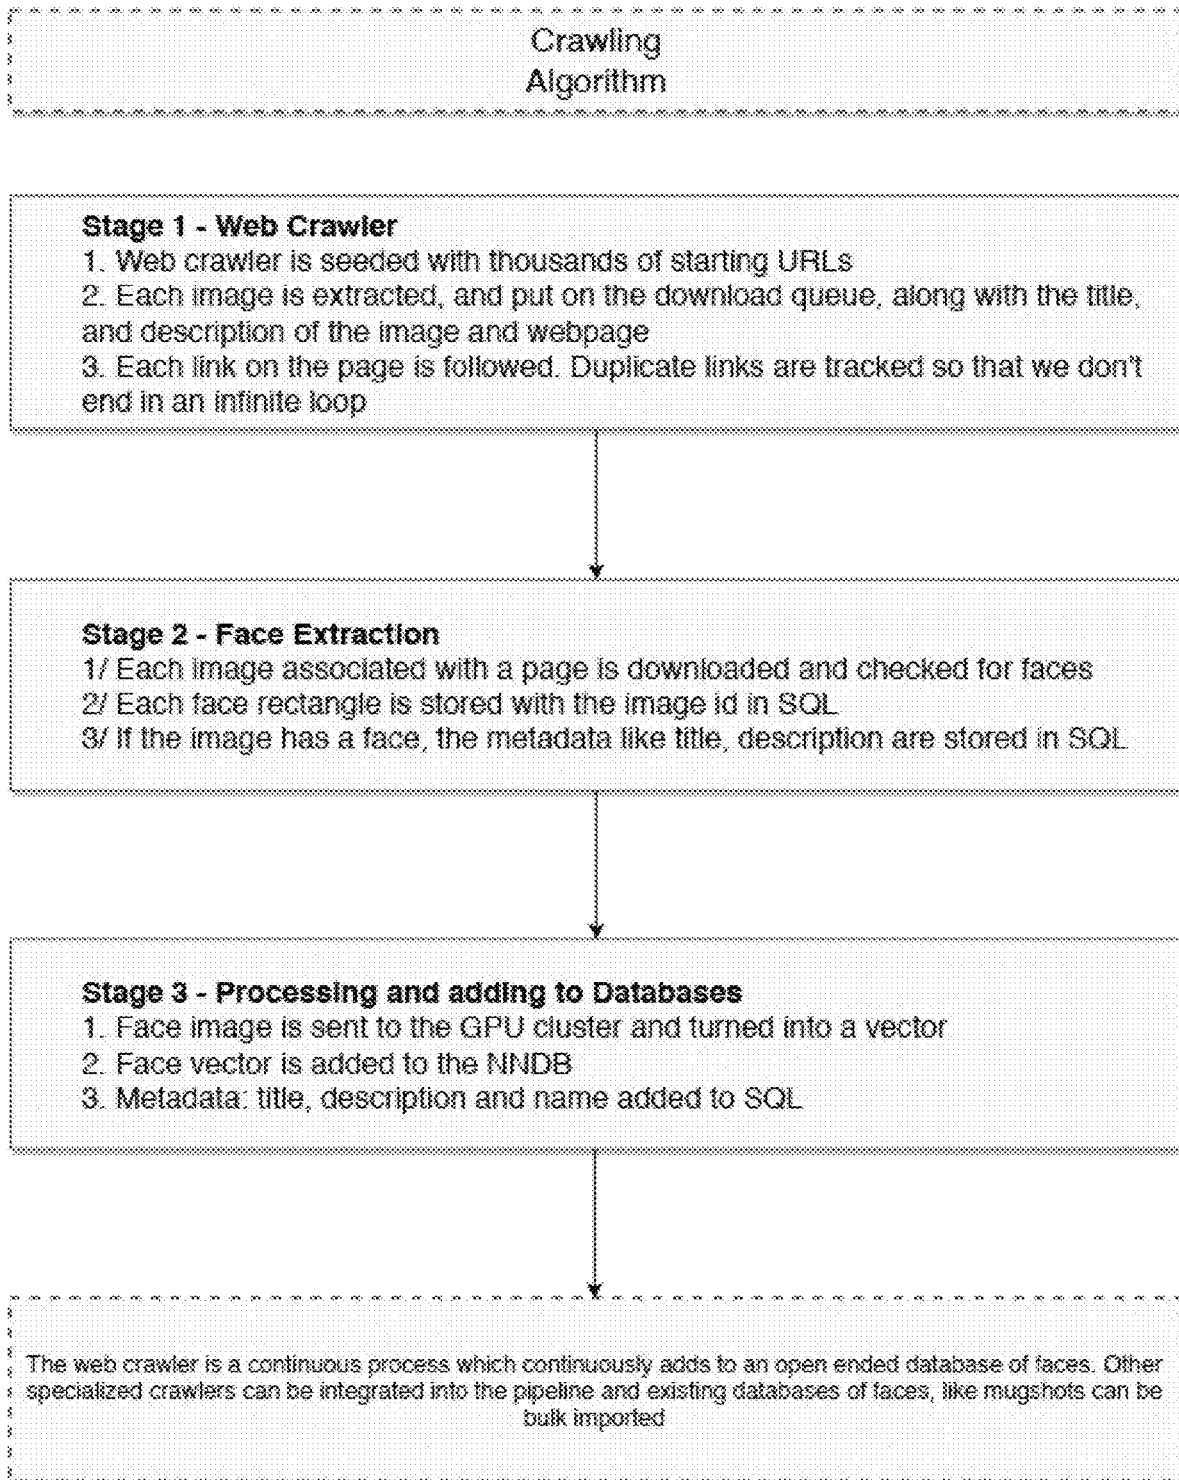 Crawling
Algorithm
Stage 1 - Web Crawler
1. Web crawler is seeded with thousands of starting URLs
2. Each image is extracted, and put on the download queue, along with the title,
and description of the image and webpage
3. Each link on the page is followed. Duplicate links are tracked so that we don't
end in an infinite loop
Stage 2 - Face Extraction
1/ Each image associated with a page is downloaded and checked for faces
2/ Each face rectangle is stored with the image id in SQL
3/ If the image has a face, the metadata like title, description are stored in SQL
Stage 3 - Processing and adding to Databases
1. Face image is sent to the GPU cluster and turned into a vector
2. Face vector is added to the NNDB
3. Metadata: title, description and name added to SQL
The web crawler is a continuous process which continuously adds to an open ended database of faces. Other
specialized crawlers can be integrated into the pipeline and existing databases of faces, like mugshots can be
bulk imported